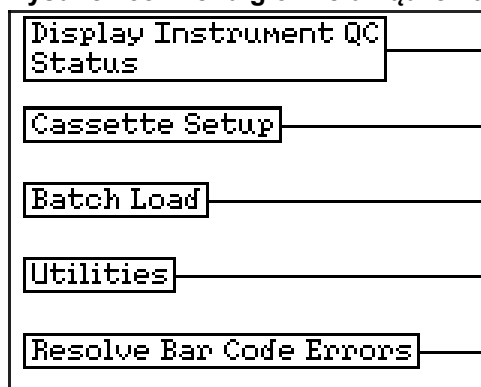 Display Instrument QC
Status
Cassette Setup
Batch Load
Utilities
Resolve Bar Code Errors